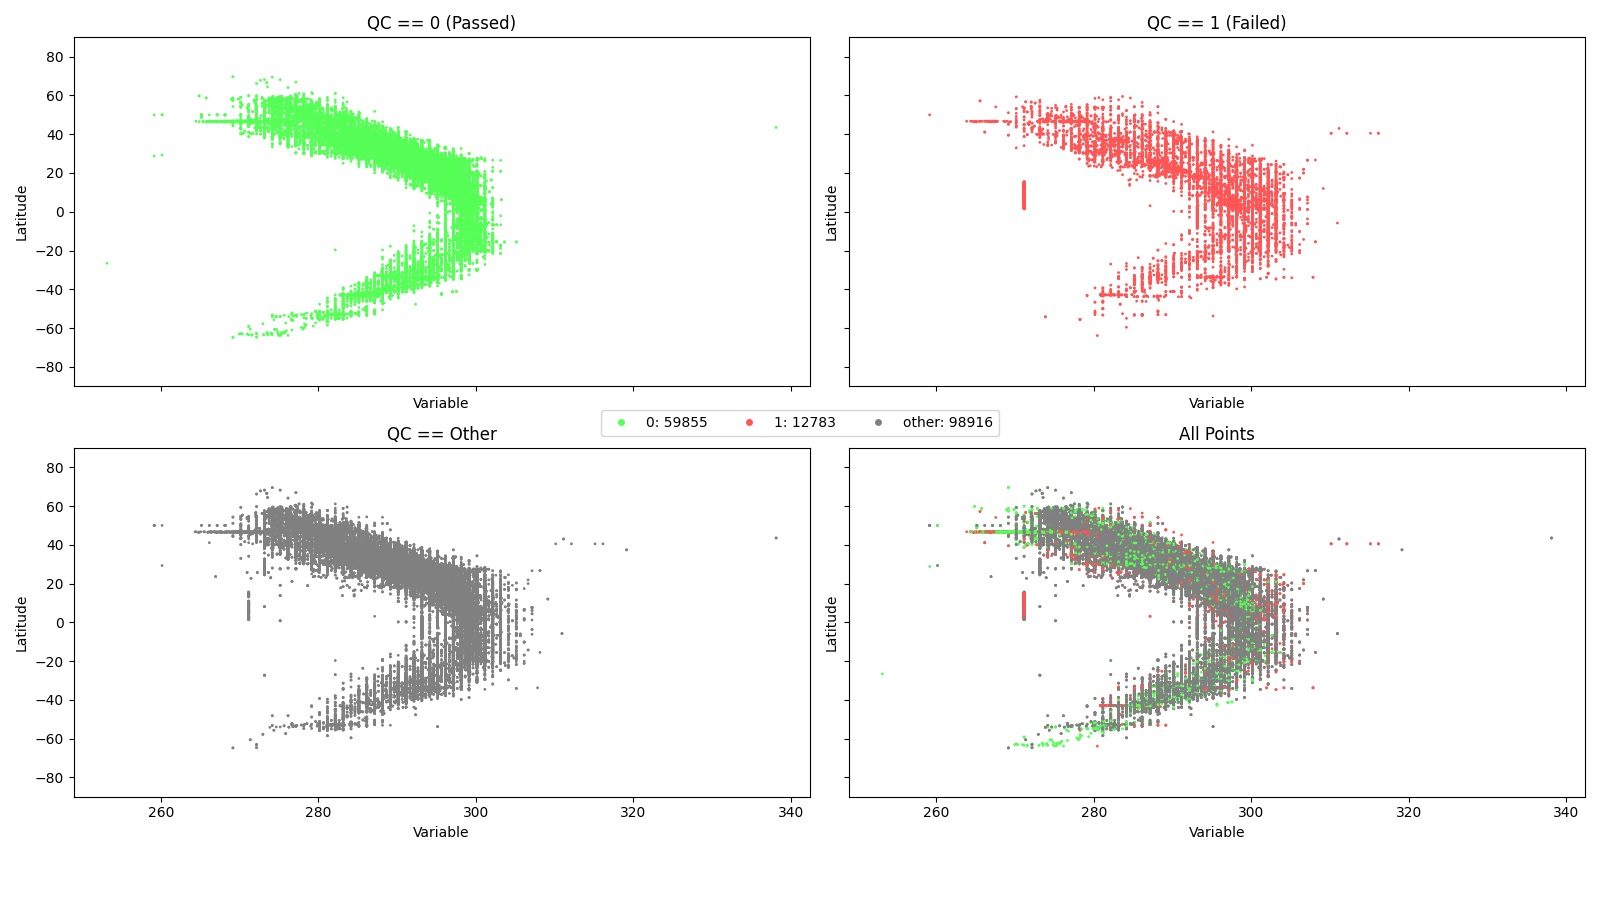 QC == 0 (Passed)
QC == 1 (Failed)
80
60
40
20
0
−20
−40
−60
−80
Latitude
Latitude
Variable
Variable
0: 59855 1: 12783 other: 98916
QC == Other
All Points
80
60
40
20
0
−20
−40
−60
−80
Latitude
Latitude
260 280 300 320 340
260 280 300 320 340
Variable
Variable